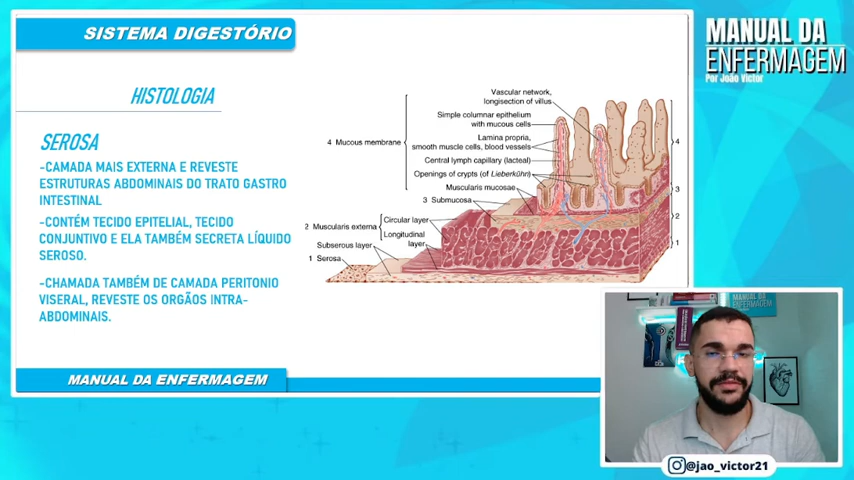 SISTEMA DIGESTÓRIO
MANUAL DA
ENFERMAGEM
Por João Victor
HISTOLOGIA
SEROSA
-CAMADA MAIS EXTERNA E REVESTE
ESTRUTURAS ABDOMINAIS DO TRATO GASTRO
INTESTINAL
-CONTÉM TECIDO EPITELIAL, TECIDO
CONJUNTIVO E ELA TAMBÉM SECRETA LÍQUIDO
SEROSO.
-CHAMADA TAMBÉM DE CAMADA PERITONIO
VISERAL, REVESTE OS ORGÃOS INTRA-
ABDOMINAIS.
Vascular network,
longisection of villus
Simple columnar epithelium
with mucous cells
4 Mucous membrane
Lamina propria,
smooth muscle cells, blood vessels
Central lymph capillary (lacteal)
Openings of crypts (of Lieberkühn)
Muscularis mucosae
3 Submucosa
2 Muscularis externa
Circular layer
Longitudinal
layer
Subserous layer
1 Serosa
4
3
2
1
MANUAL DA ENFERMAGEM
MANUAL DA
ENFERMAGEM
@jao_victor21